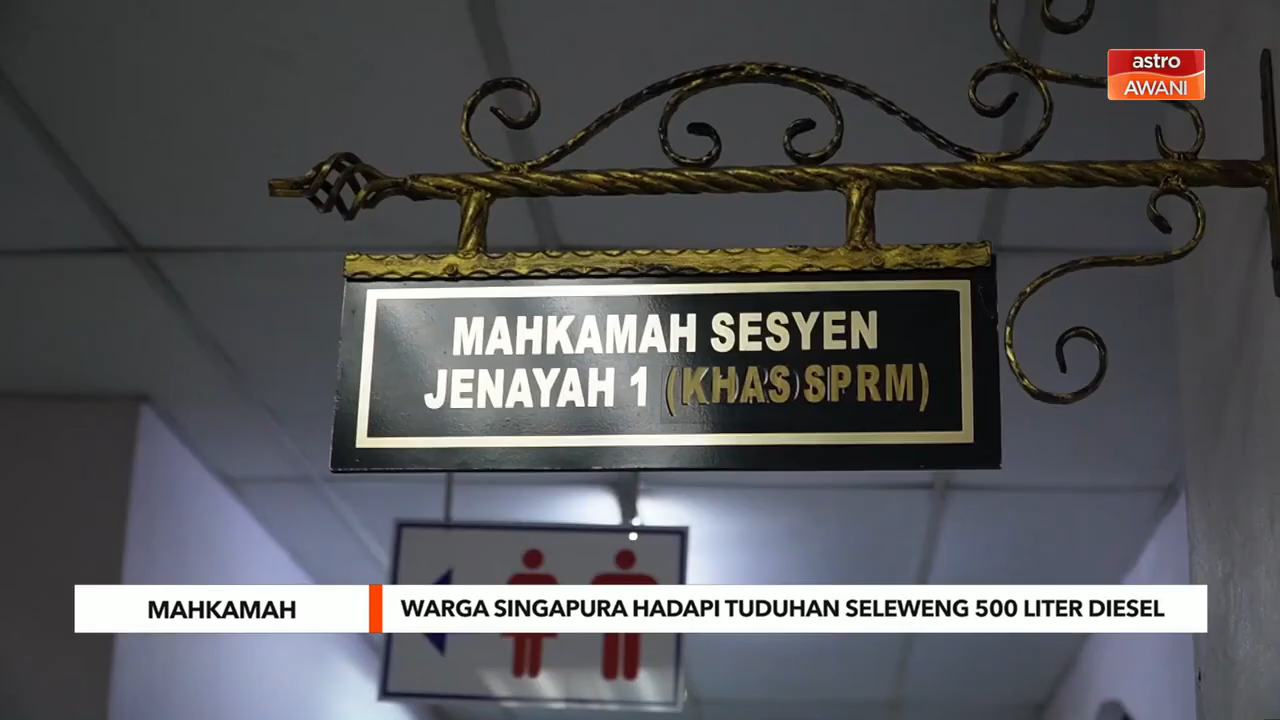 astro
AWANI
MAHKAMAH SESYEN
JENAYAH 1 (KHAS SPRM)
MAHKAMAH
WARGA SINGAPURA HADAPI TUDUHAN SELEWENG 500 LITER DIESEL